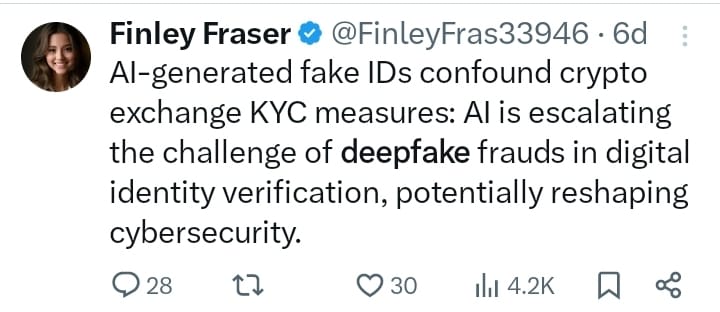 Finley Fraser @FinleyFras33946 · 6d
AI-generated fake IDs confound crypto
exchange KYC measures: AI is escalating
the challenge of deepfake frauds in digital
identity verification, potentially reshaping
cybersecurity.
28 30 4.2K